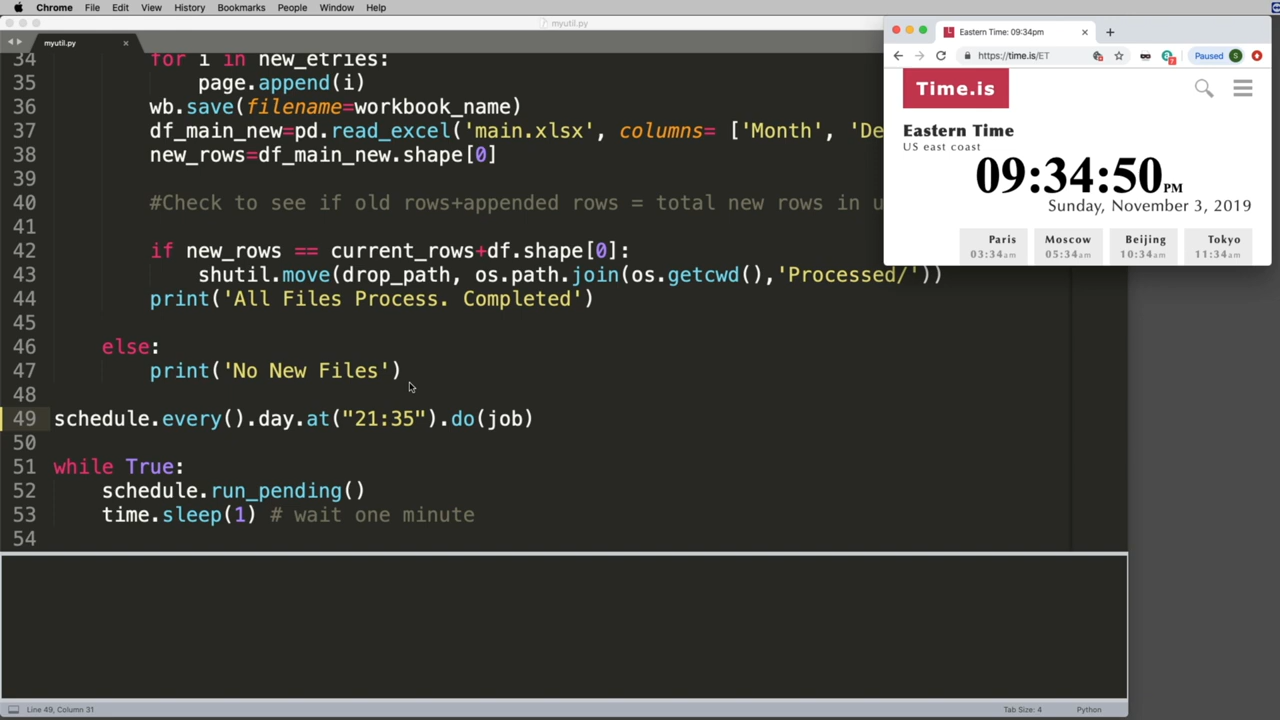 Chrome File Edit View History Bookmarks People Window Help
myutil.py
myutil.py
34 for i in new_etries:
35 page.append(i)
36 wb.save(filename=workbook_name)
37 df_main_new=pd.read_excel('main.xlsx', columns= ['Month', 'De
38 new_rows=df_main_new.shape[0]
39
40 #Check to see if old rows+appended rows = total new rows in u
41
42 if new_rows == current_rows+df.shape[0]:
43 shutil.move(drop_path, os.path.join(os.getcwd(),'Processed/'))
44 print('All Files Process. Completed')
45
46 else:
47 print('No New Files')
48
49 schedule.every().day.at("21:35").do(job)
50
51 while True:
52 schedule.run_pending()
53 time.sleep(1) # wait one minute
54
Line 49, Column 31
Tab Size: 4 Python
Eastern Time: 09:34pm
https://time.is/ET
Paused S
Time.is
Eastern Time
US east coast
09:34:50PM
Sunday, November 3, 2019
Paris Moscow Beijing Tokyo
03:34am 05:34am 10:34am 11:34am